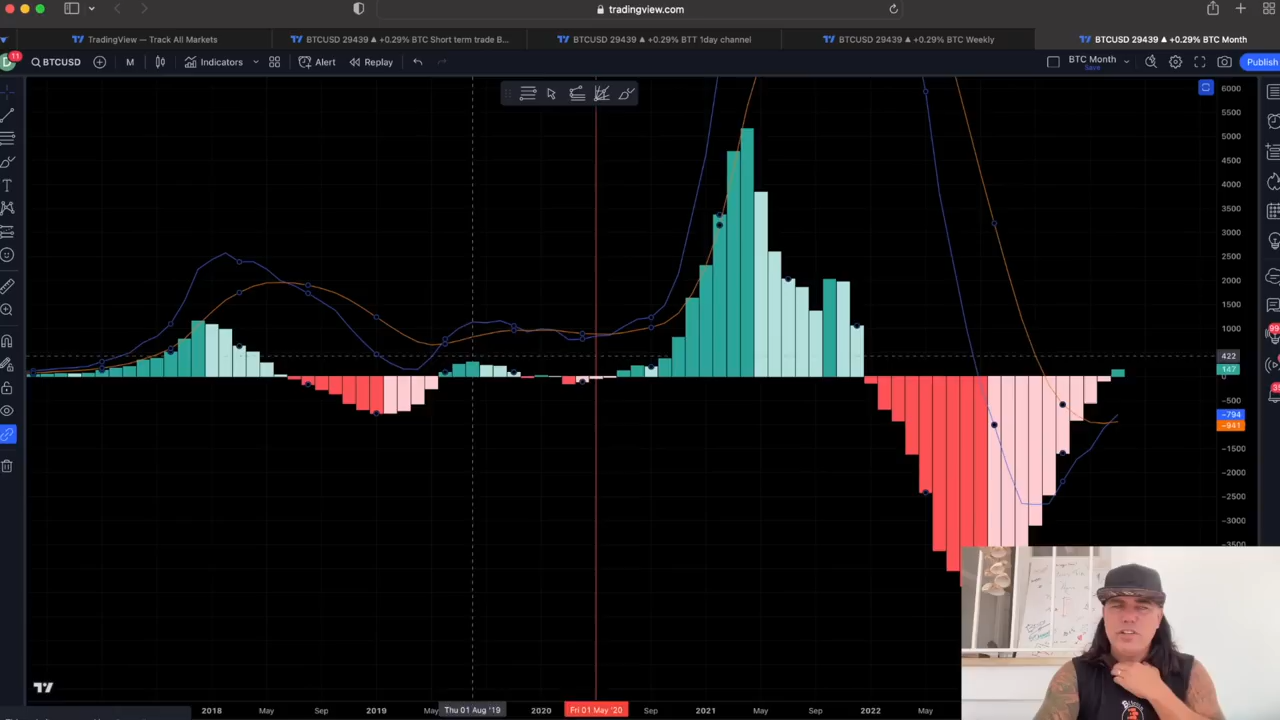 tradingview.com
TradingView — Track All Markets
BTCUSD 29439 ▲ +0.29% BTC Short term trade B...
BTCUSD 29439 ▲ +0.29% BTT 1day channel
BTCUSD 29439 ▲ +0.29% BTC Weekly
BTCUSD 29439 ▲ +0.29% BTC Month
11
BTCUSD
M
Indicators
Alert
Replay
BTC Month
Save
Publish
6000
5500
5000
4500
4000
3500
3000
2500
2000
1500
1000
422
147
0
-500
-794
-941
-1500
-2000
-2500
-3000
-3500
2018
May
Sep
2019
May
Thu 01 Aug '19
2020
Fri 01 May '20
Sep
2021
May
Sep
2022
May